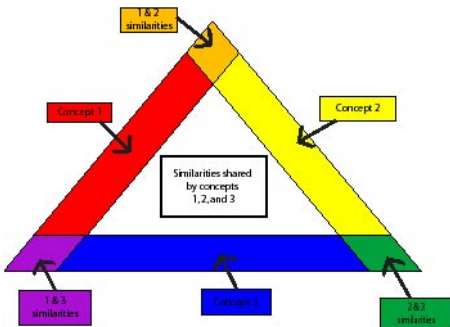 1 & 2
similarities
Concept 1
Concept 2
Similarities shared
by concepts
1, 2, and 3
1 & 3
similarities
Concept 3
2&3
similarities